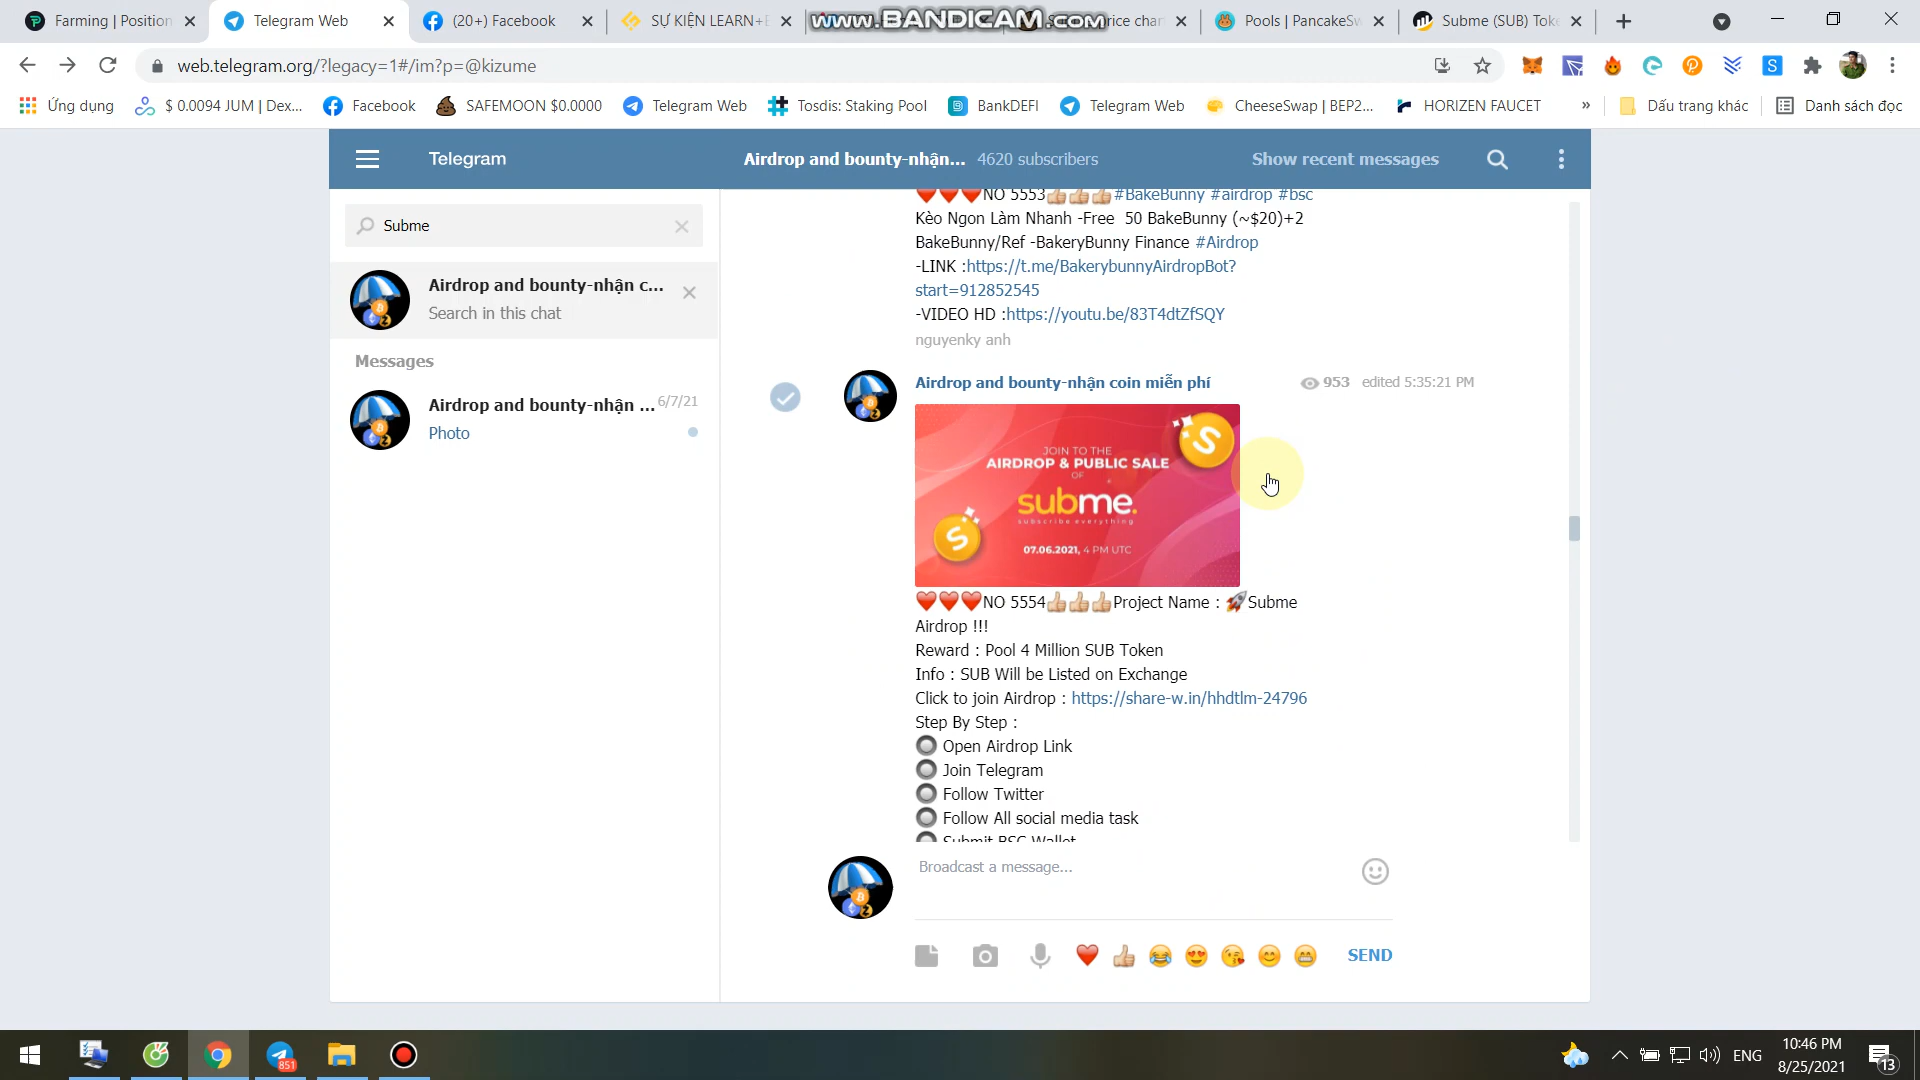 Farming | Position
Telegram Web
(20+) Facebook
SỰ KIỆN LEARN+E
www.BANDICAM.COM
rice char
Pools | PancakeSw
Subme (SUB) Toke
web.telegram.org/?legacy=1#/im?p=@kizume
Ứng dụng
$ 0.0094 JUM | Dex...
Facebook
SAFEMOON $0.0000
Telegram Web
Tosdis: Staking Pool
BankDEFI
Telegram Web
CheeseSwap | BEP2...
HORIZEN FAUCET
»
Dấu trang khác
Danh sách đọc
Telegram
Airdrop and bounty-nhận... 4620 subscribers
Show recent messages
Subme
Airdrop and bounty-nhận c...
Search in this chat
Messages
Airdrop and bounty-nhận ... 6/7/21
Photo
❤️❤️❤️NO 5553👍🏻👍🏻👍🏻#BakeBunny #airdrop #bsc
Kèo Ngon Làm Nhanh -Free 50 BakeBunny (~$20)+2
BakeBunny/Ref -BakeryBunny Finance #Airdrop
-LINK :https://t.me/BakerybunnyAirdropBot?
start=912852545
-VIDEO HD :https://youtu.be/83T4dtZfSQY
nguyenky anh
Airdrop and bounty-nhận coin miễn phí
953 edited 5:35:21 PM
JOIN TO THE
AIRDROP & PUBLIC SALE
OF
subme.
subscribe everything
07.06.2021, 4 PM UTC
S
S
❤️❤️❤️NO 5554👍🏻👍🏻👍🏻Project Name : 🚀Subme
Airdrop !!!
Reward : Pool 4 Million SUB Token
Info : SUB Will be Listed on Exchange
Click to join Airdrop : https://share-w.in/hhdtlm-24796
Step By Step :
🔘 Open Airdrop Link
🔘 Join Telegram
🔘 Follow Twitter
🔘 Follow All social media task
🔘 Submit BSC Wallet
Broadcast a message...
SEND
851
ENG
10:46 PM
8/25/2021
13